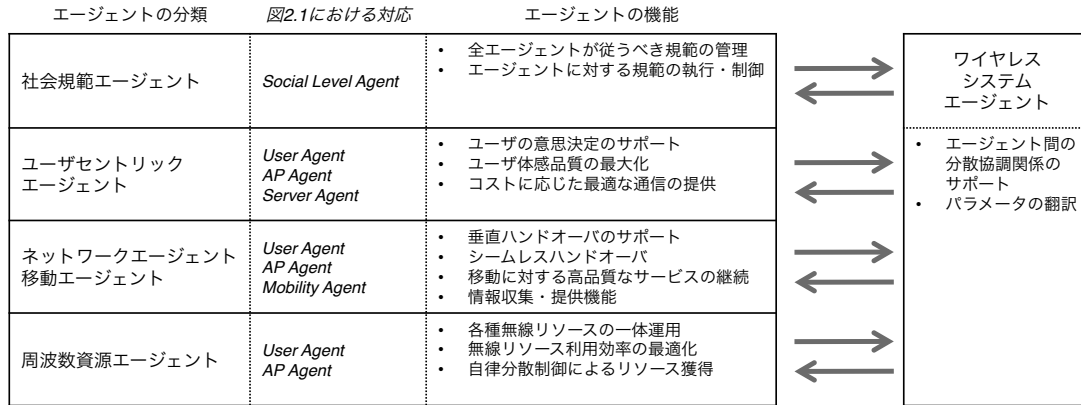 エージェントの分類
図2.1における対応
エージェントの機能
社会規範エージェント
Social Level Agent
• 全エージェントが従うべき規範の管理
• エージェントに対する規範の執行・制御
ユーザセントリック
エージェント
User Agent
AP Agent
Server Agent
• ユーザの意思決定のサポート
• ユーザ体感品質の最大化
• コストに応じた最適な通信の提供
ネットワークエージェント
移動エージェント
User Agent
AP Agent
Mobility Agent
• 垂直ハンドオーバのサポート
• シームレスハンドオーバ
• 移動に対する高品質なサービスの継続
• 情報収集・提供機能
周波数資源エージェント
User Agent
AP Agent
• 各種無線リソースの一体運用
• 無線リソース利用効率の最適化
• 自律分散制御によるリソース獲得
ワイヤレス
システム
エージェント
• エージェント間の
分散協調関係の
サポート
• パラメータの翻訳